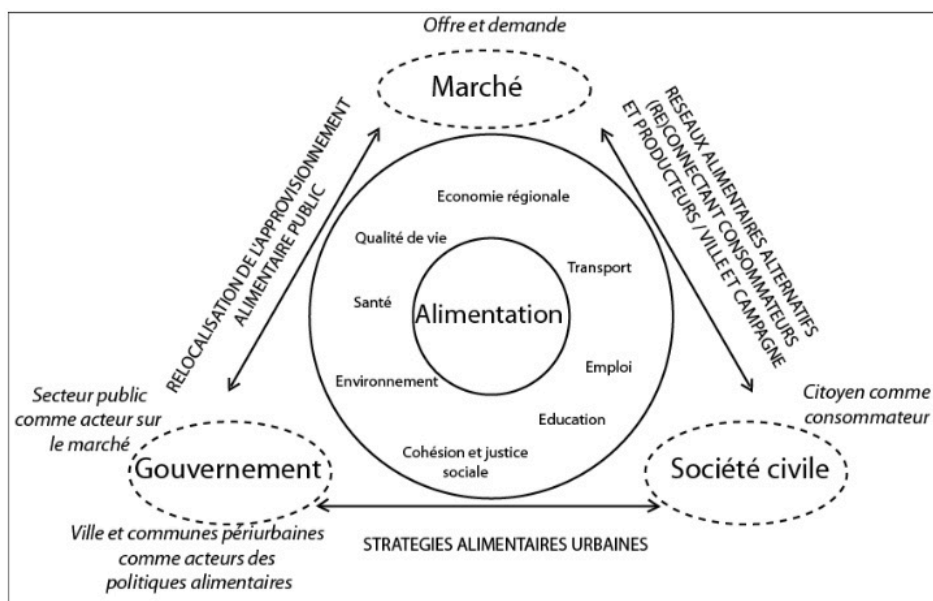 Offre et demande
Marché
RELOCALISATION DE L'APPROVISIONNEMENT
ALIMENTAIRE PUBLIC
RESEAUX ALIMENTAIRES ALTERNATIFS
(RE)CONNECTANT CONSOMMATEURS
ET PRODUCTEURS / VILLE ET CAMPAGNE
Economie régionale
Qualité de vie
Transport
Santé
Alimentation
Emploi
Environnement
Education
Cohésion et justice
sociale
Secteur public
comme acteur sur
le marché
Gouvernement
Ville et communes périurbaines
comme acteurs des
politiques alimentaires
Citoyen comme
consommateur
Société civile
STRATEGIES ALIMENTAIRES URBAINES